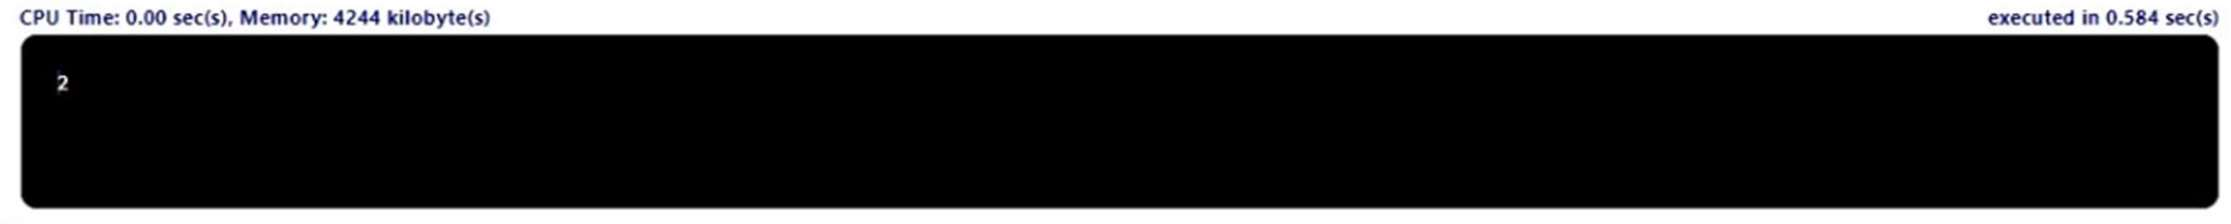 CPU Time: 0.00 sec(s), Memory: 4244 kilobyte(s)
executed in 0.584 sec(s)
2